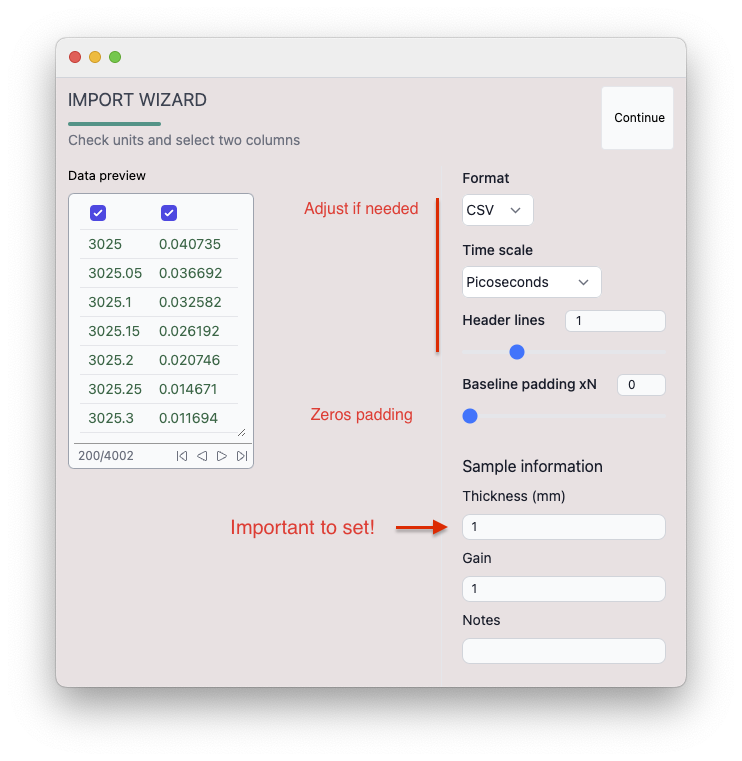 IMPORT WIZARD
Continue
Check units and select two columns
Data preview
3025 0.040735
3025.05 0.036692
3025.1 0.032582
3025.15 0.026192
3025.2 0.020746
3025.25 0.014671
3025.3 0.011694
200/4002
Adjust if needed
Zeros padding
Important to set!
Format
CSV
Time scale
Picoseconds
Header lines 1
Baseline padding xN 0
Sample information
Thickness (mm)
1
Gain
1
Notes